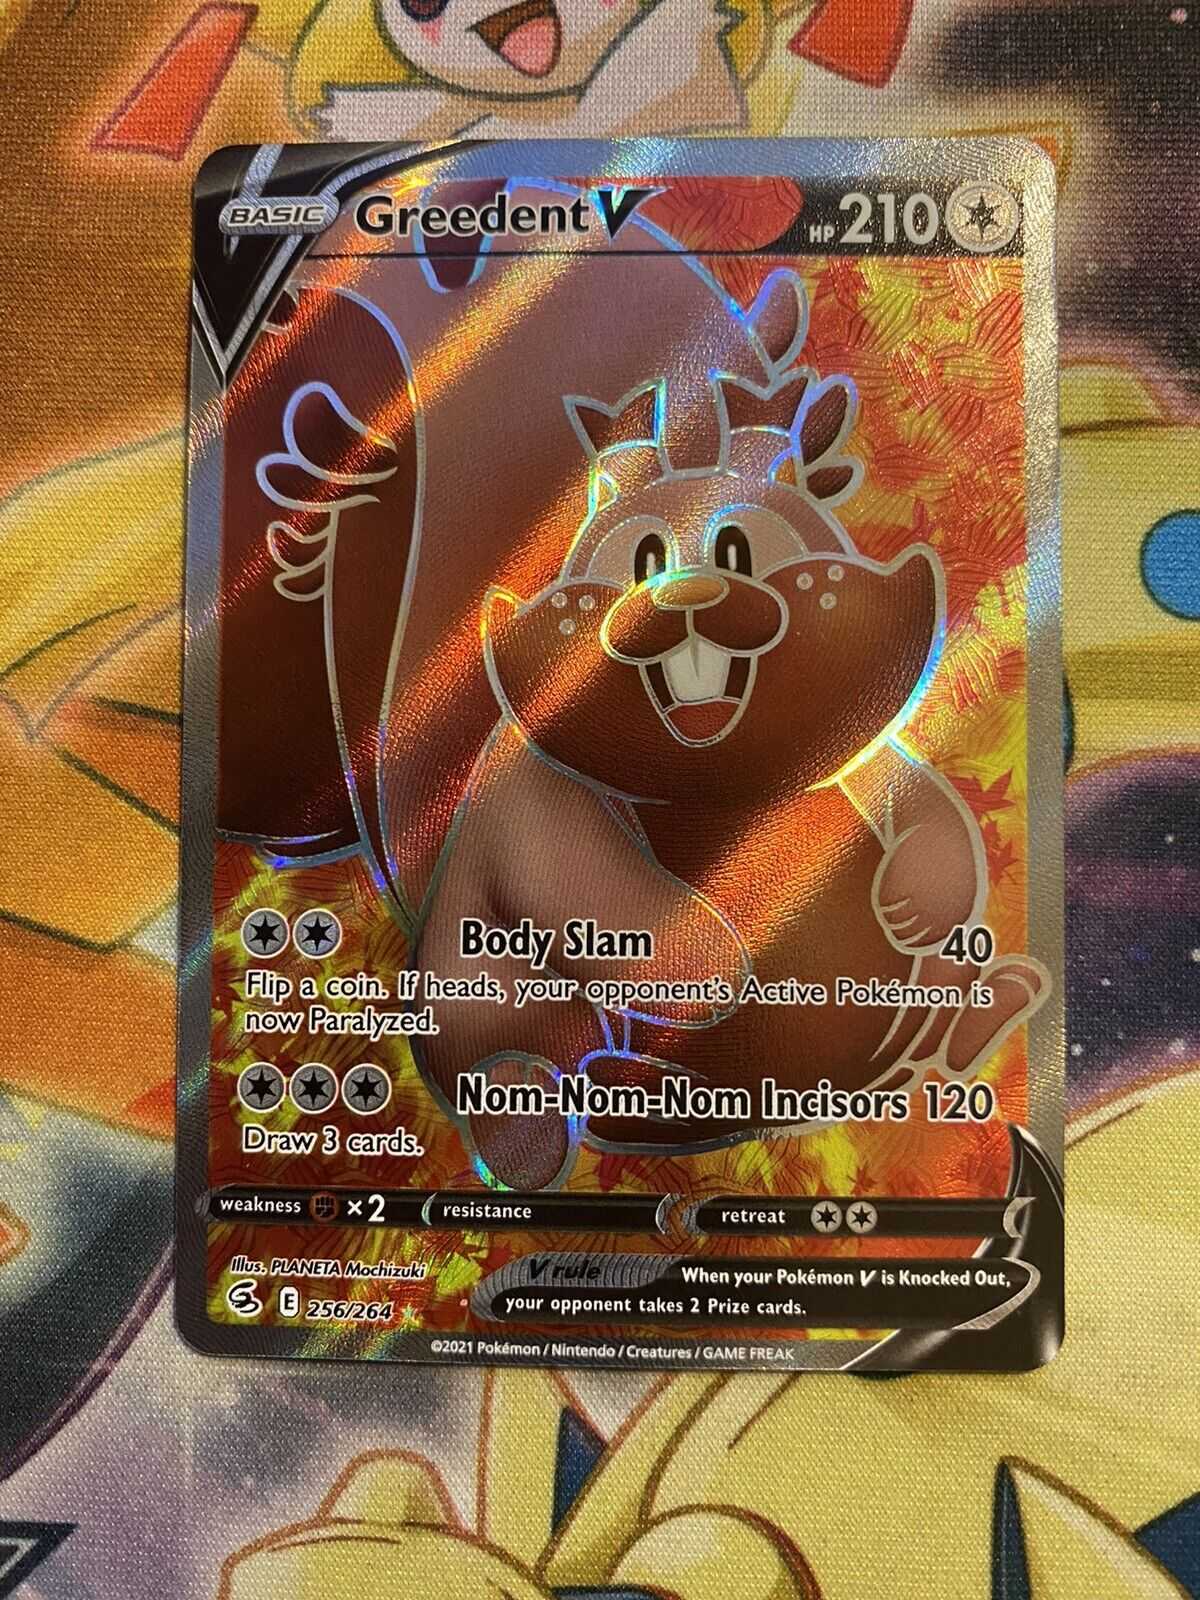 BASIC Greedent V HP 210
Body Slam 40
Flip a coin. If heads, your opponent's Active Pokémon is
now Paralyzed.
Nom-Nom-Nom Incisors 120
Draw 3 cards.
weakness ×2 resistance retreat
Illus. PLANETA Mochizuki
V rule When your Pokémon V is Knocked Out,
your opponent takes 2 Prize cards.
E 256/264
©2021 Pokémon / Nintendo / Creatures / GAME FREAK